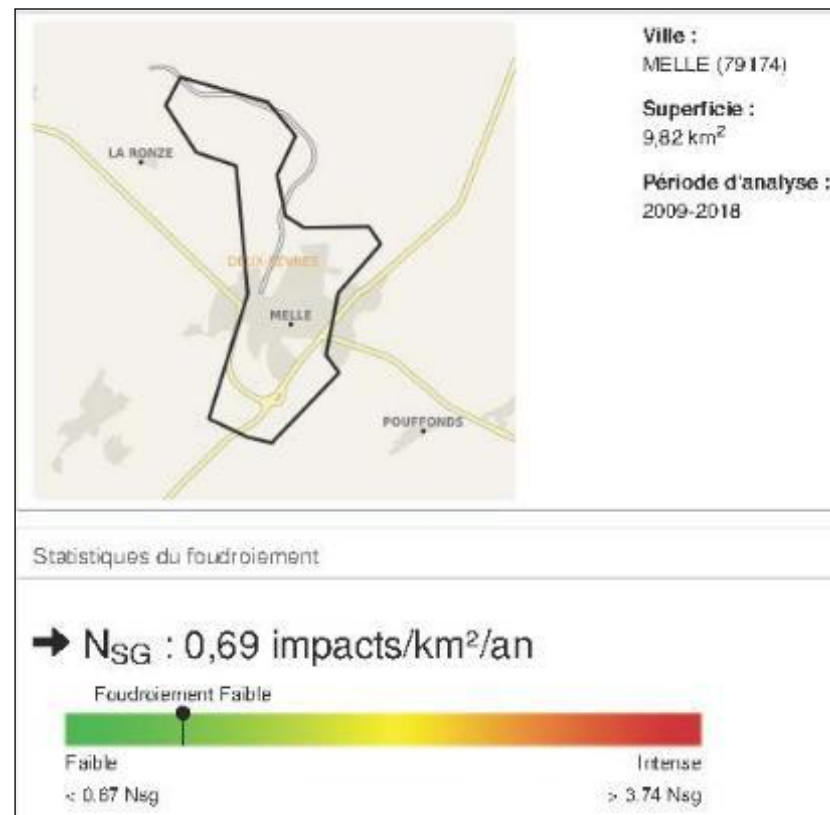 Ville :
MELLE (79174)
Superficie :
9,82 km²
Période d'analyse :
2009-2018
LA RONZE
DEUX-SEVRES
MELLE
POUFFONDS
Statistiques du foudroiement
➔ NSG : 0,69 impacts/km²/an
Foudroiement Faible
Faible
Intense
< 0.67 Nsg
> 3.74 Nsg